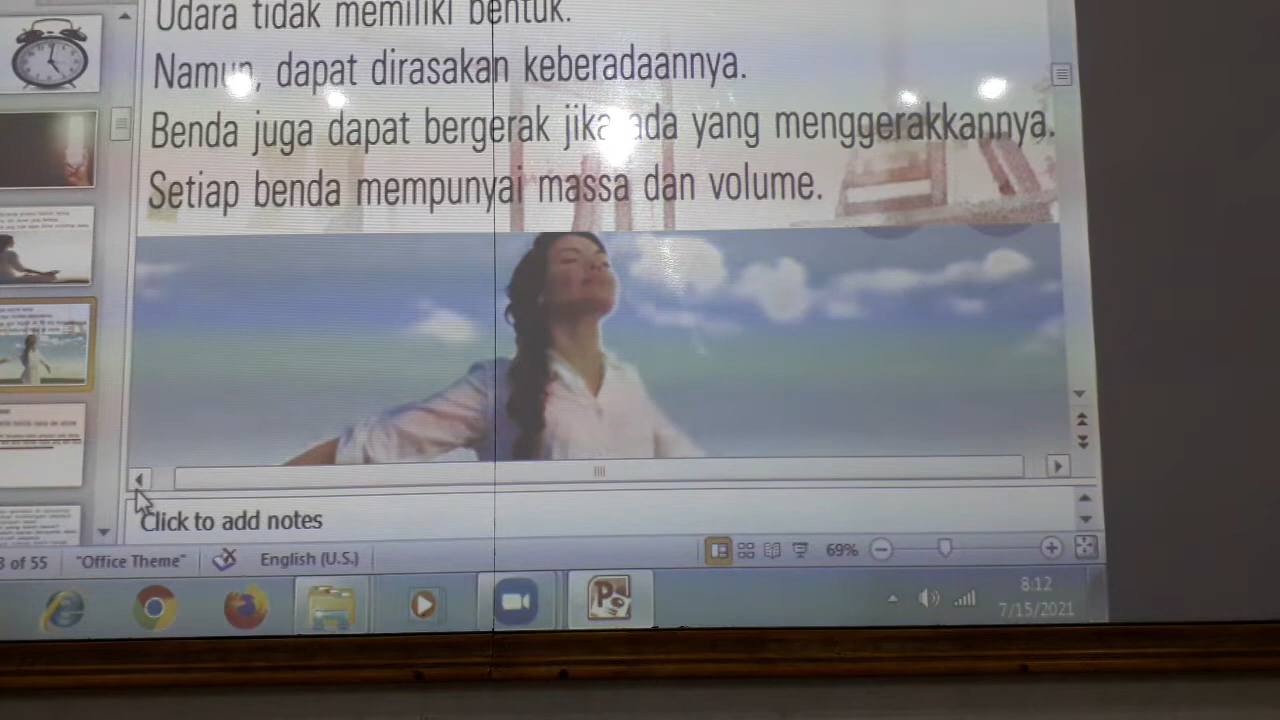 Udara tidak memiliki bentuk.
Namun, dapat dirasakan keberadaannya.
Benda juga dapat bergerak jika ada yang menggerakkannya.
Setiap benda mempunyai massa dan volume.
Click to add notes
of 55
"Office Theme"
English (U.S.)
69%
8:12
7/15/2021